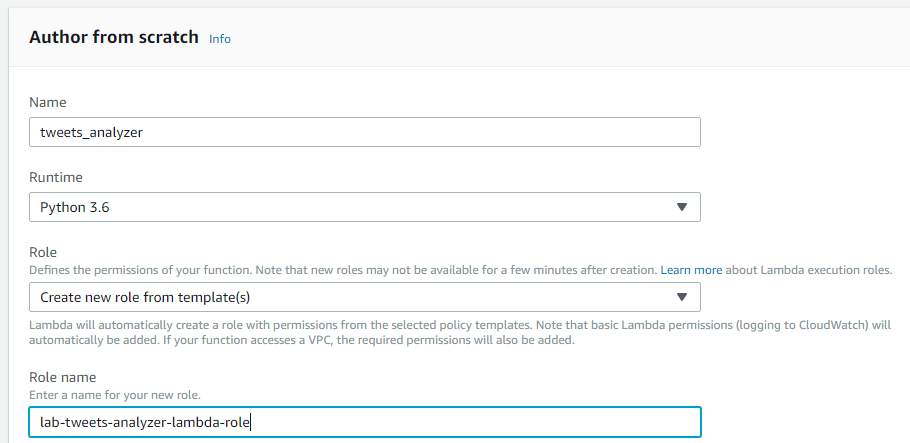 Author from scratch Info
Name
tweets_analyzer
Runtime
Python 3.6
Role
Defines the permissions of your function. Note that new roles may not be available for a few minutes after creation. Learn more about Lambda execution roles.
Create new role from template(s)
Lambda will automatically create a role with permissions from the selected policy templates. Note that basic Lambda permissions (logging to CloudWatch) will
automatically be added. If your function accesses a VPC, the required permissions will also be added.
Role name
Enter a name for your new role.
lab-tweets-analyzer-lambda-role